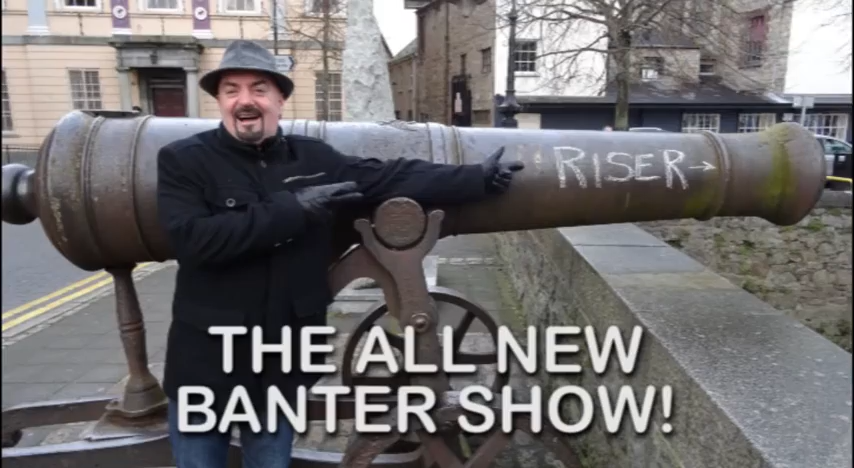 RISER →
THE ALL NEW
BANTER SHOW!